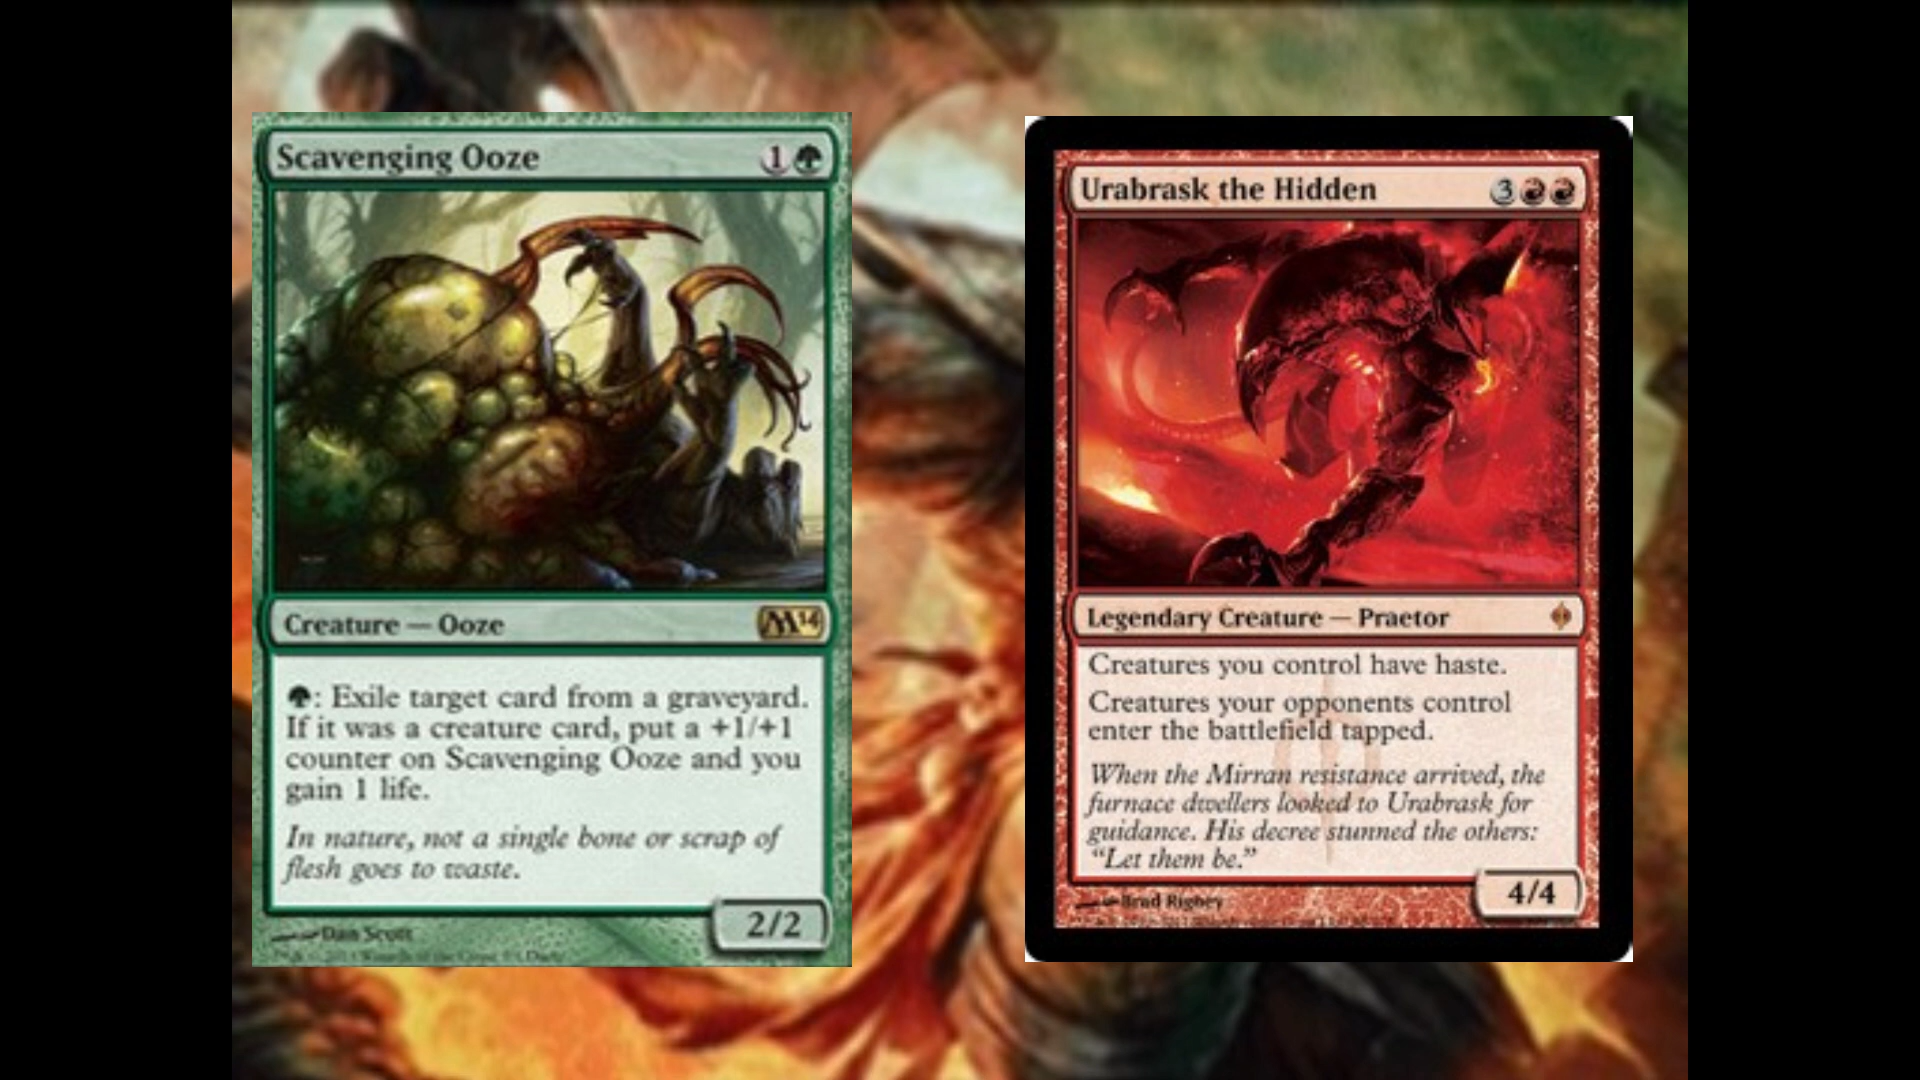 Scavenging Ooze 1
Creature — Ooze M14
: Exile target card from a graveyard.
If it was a creature card, put a +1/+1
counter on Scavenging Ooze and you
gain 1 life.
In nature, not a single bone or scrap of
flesh goes to waste.
2/2
Dan Scott
Urabrask the Hidden 3
Legendary Creature — Praetor
Creatures you control have haste.
Creatures your opponents control
enter the battlefield tapped.
When the Mirran resistance arrived, the
furnace dwellers looked to Urabrask for
guidance. His decree stunned the others:
“Let them be.”
4/4
Brad Rigney